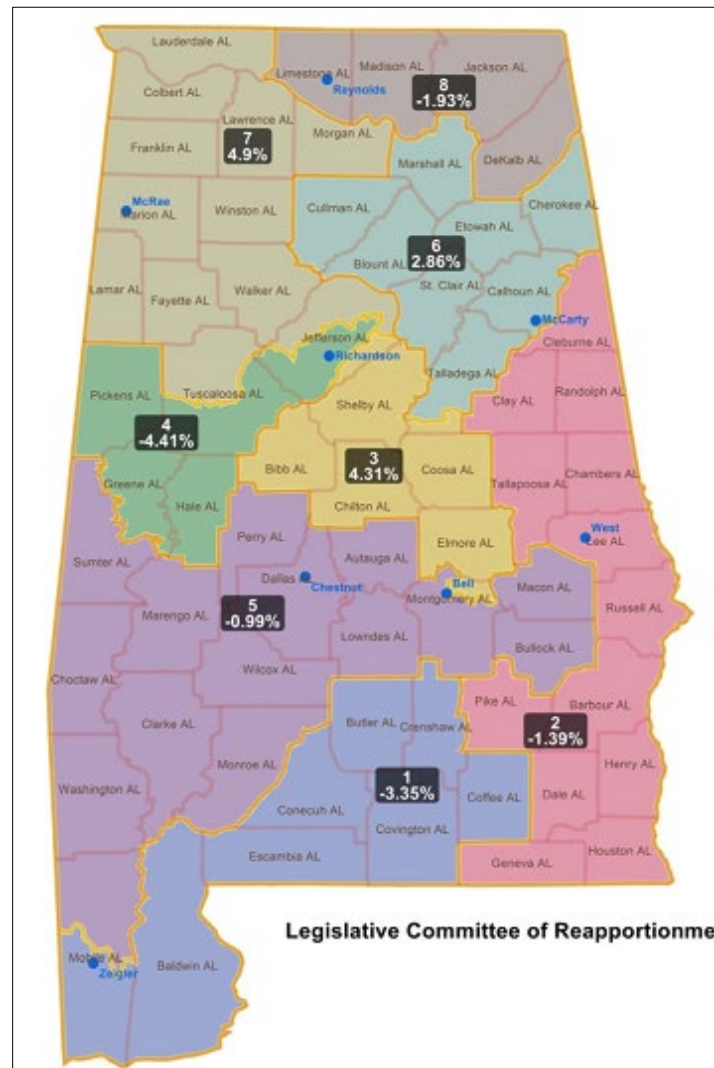 Lauderdale AL
Limestone AL
Madison AL
Jackson AL
Reynolds
8
-1.93%
Colbert AL
Lawrence AL
7
4.9%
Franklin AL
Morgan AL
Marshall AL
DeKalb AL
McRae
Marion AL
Winston AL
Cullman AL
Cherokee AL
Etowah AL
6
2.86%
Blount AL
St. Clair AL
Calhoun AL
McCarty
Cleburne AL
Lamar AL
Fayette AL
Walker AL
Jefferson AL
Richardson
Talladega AL
Pickens AL
Tuscaloosa AL
Shelby AL
Clay AL
Randolph AL
4
-4.41%
3
4.31%
Bibb AL
Coosa AL
Tallapoosa AL
Chambers AL
Greene AL
Hale AL
Chilton AL
West
Lee AL
Perry AL
Autauga AL
Elmore AL
Sumter AL
Dallas AL
Chestnut
Bell
Montgomery AL
Macon AL
Russell AL
5
-0.99%
Marengo AL
Lowndes AL
Bullock AL
Choctaw AL
Wilcox AL
Pike AL
Barbour AL
2
-1.39%
Clarke AL
Butler AL
Crenshaw AL
Monroe AL
Henry AL
Washington AL
1
-3.35%
Conecuh AL
Coffee AL
Dale AL
Covington AL
Escambia AL
Geneva AL
Houston AL
Legislative Committee of Reapportionme
Mobile AL
Zeigler
Baldwin AL